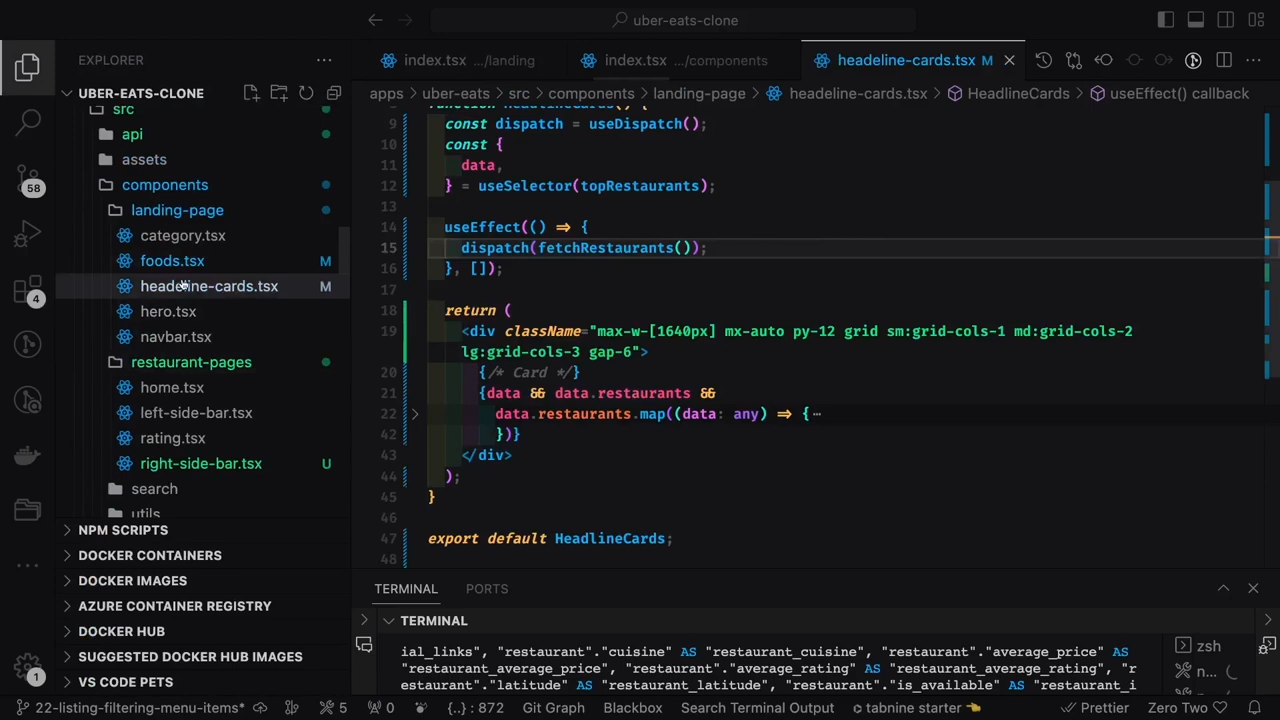 uber-eats-clone
EXPLORER
index.tsx .../landing
index.tsx .../components
headeline-cards.tsx M
UBER-EATS-CLONE
apps > uber-eats > src > components > landing-page > headeline-cards.tsx > HeadlineCards > useEffect() callback
src
api
assets
components
landing-page
category.tsx
foods.tsx M
headeline-cards.tsx M
hero.tsx
navbar.tsx
restaurant-pages
home.tsx
left-side-bar.tsx
rating.tsx
right-side-bar.tsx U
search
utils
NPM SCRIPTS
DOCKER CONTAINERS
DOCKER IMAGES
AZURE CONTAINER REGISTRY
DOCKER HUB
SUGGESTED DOCKER HUB IMAGES
VS CODE PETS
58
4
1
8 function HeadlineCards() {
9 const dispatch = useDispatch();
10 const {
11 data,
12 } = useSelector(topRestaurants);
13
14 useEffect(() => {
15 dispatch(fetchRestaurants());
16 }, []);
17
18 return (
19 <div className="max-w-[1640px] mx-auto py-12 grid sm:grid-cols-1 md:grid-cols-2
lg:grid-cols-3 gap-6">
20 {/* Card */}
21 {data && data.restaurants &&
22 data.restaurants.map((data: any) => {⋯
42 })}
43 </div>
44 );
45 }
46
47 export default HeadlineCards;
48
TERMINAL PORTS
TERMINAL
ial_links", "restaurant"."cuisine" AS "restaurant_cuisine", "restaurant"."average_price" AS
"restaurant_average_price", "restaurant"."average_rating" AS "restaurant_average_rating", "r
estaurant"."latitude" AS "restaurant_latitude", "restaurant"."is_available" AS "restaurant_i
zsh
n...
n...
22-listing-filtering-menu-items* 5 0 {..} : 872 Git Graph Blackbox Search Terminal Output tabnine starter Prettier Zero Two